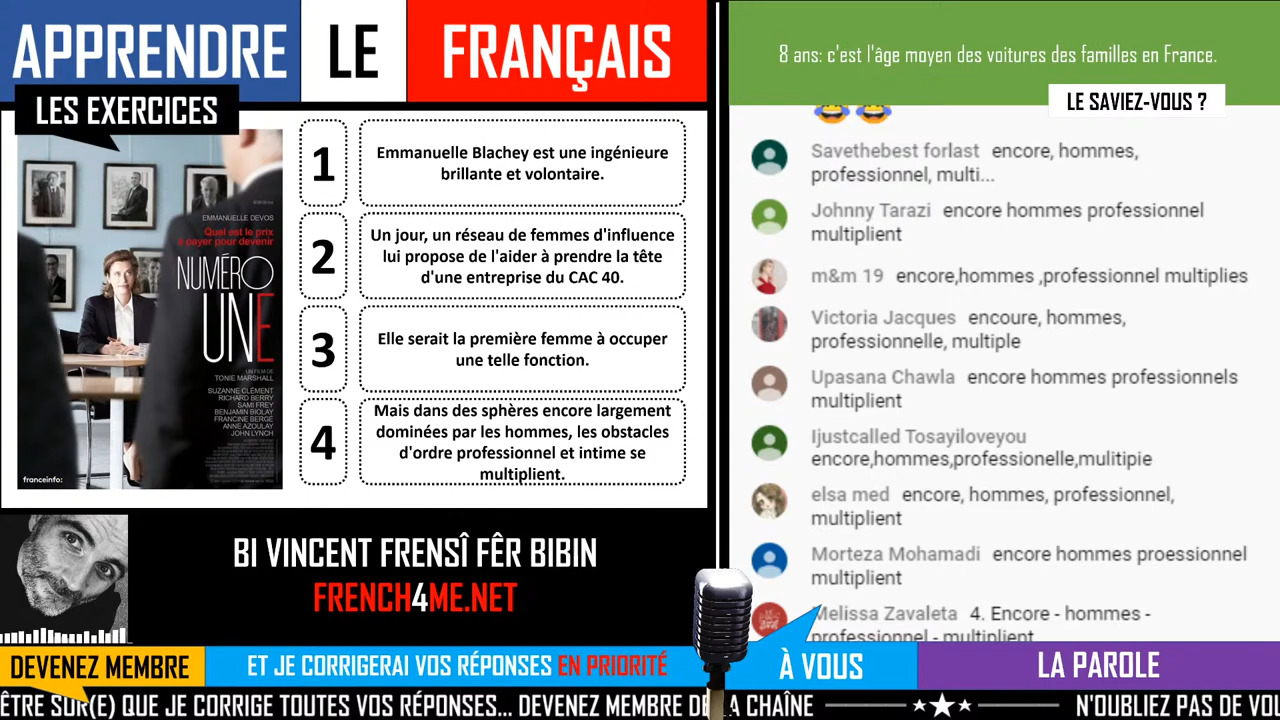 APPRENDRE LE FRANÇAIS
LES EXERCICES
EMMANUELLE DEVOS
Quel est le prix
à payer pour devenir
NUMÉRO
UNE
UN FILM DE
TONIE MARSHALL
SUZANNE CLÉMENT
RICHARD BERRY
SAMI FREY
BENJAMIN BIOLAY
FRANCINE BERGÉ
ANNE AZOULAY
JOHN LYNCH
franceinfo:
1
Emmanuelle Blachey est une ingénieure
brillante et volontaire.
2
Un jour, un réseau de femmes d'influence
lui propose de l'aider à prendre la tête
d'une entreprise du CAC 40.
3
Elle serait la première femme à occuper
une telle fonction.
4
Mais dans des sphères encore largement
dominées par les hommes, les obstacles
d'ordre professionnel et intime se
multiplient.
BI VINCENT FRENSÎ FÊR BIBIN
FRENCH4ME.NET
8 ans: c'est l'âge moyen des voitures des familles en France.
LE SAVIEZ-VOUS ?
Savethebest forlast encore, hommes,
professionnel, multi...
Johnny Tarazi encore hommes professionnel
multiplient
m&m 19 encore,hommes ,professionnel multiplies
Victoria Jacques encoure, hommes,
professionnelle, multiple
Upasana Chawla encore hommes professionnels
multiplient
Ijustcalled Tosayiloveyou
encore,hommes,professionelle,mulitipie
elsa med encore, hommes, professionnel,
multiplient
Morteza Mohamadi encore hommes proessionnel
multiplient
Melissa Zavaleta 4. Encore - hommes -
professionnel - multiplient
DEVENEZ MEMBRE
ET JE CORRIGERAI VOS RÉPONSES EN PRIORITÉ
À VOUS
LA PAROLE
ÊTRE SUR(E) QUE JE CORRIGE TOUTES VOS RÉPONSES... DEVENEZ MEMBRE DE LA CHAÎNE N'OUBLIEZ PAS DE VOU